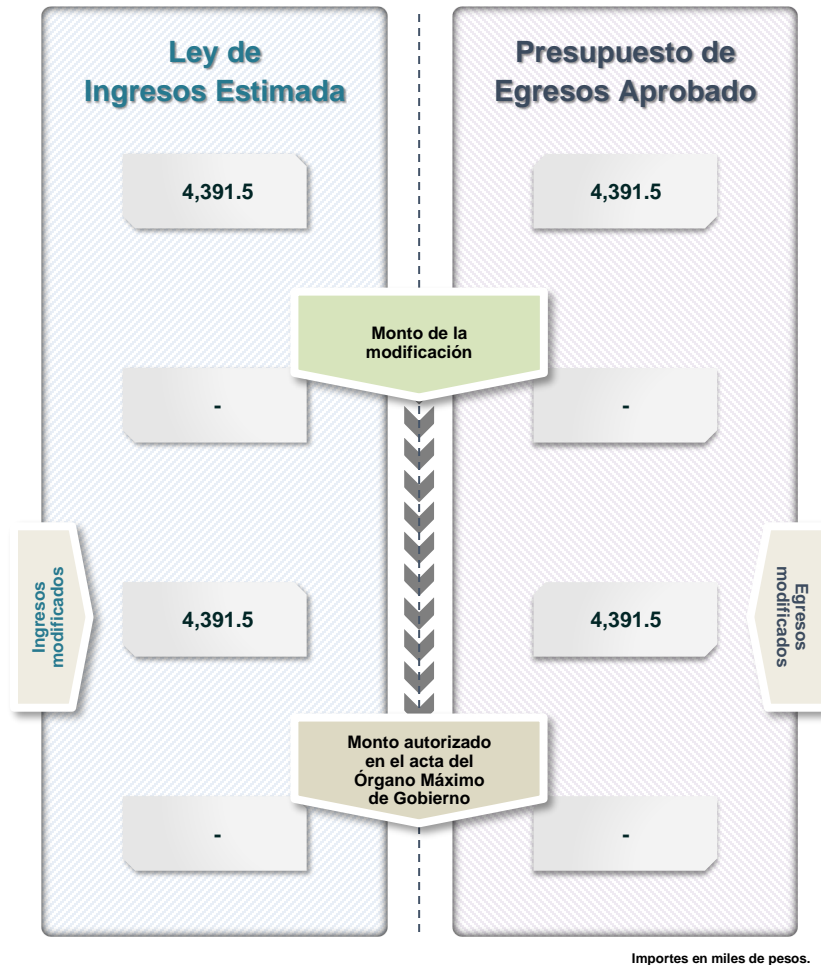 Ley de
Ingresos Estimada
Presupuesto de
Egresos Aprobado
4,391.5
4,391.5
Monto de la
modificación
-
-
Ingresos
modificados
4,391.5
4,391.5
Egresos
modificados
Monto autorizado
en el acta del
Órgano Máximo
de Gobierno
-
-
Importes en miles de pesos.